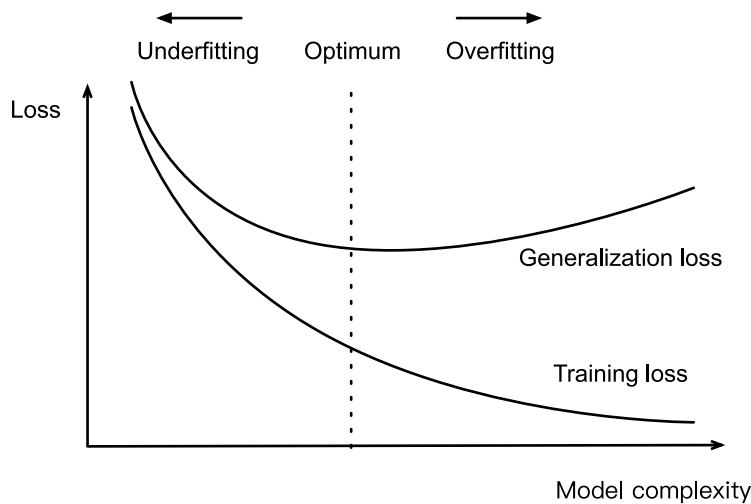 Underfitting Optimum Overfitting
Loss
Generalization loss
Training loss
Model complexity